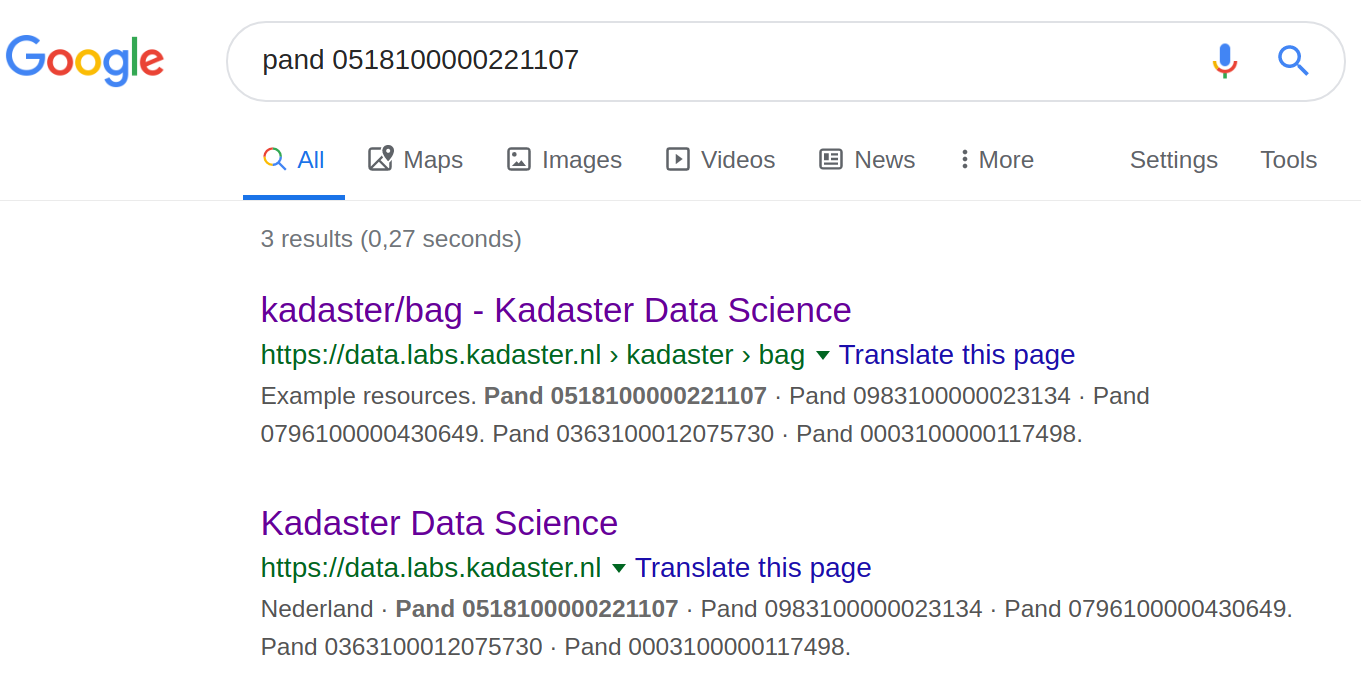 Google pand 0518100000221107
All Maps Images Videos News More Settings Tools
3 results (0,27 seconds)
kadaster/bag - Kadaster Data Science
https://data.labs.kadaster.nl › kadaster › bag Translate this page
Example resources. Pand 0518100000221107 · Pand 0983100000023134 · Pand
0796100000430649. Pand 0363100012075730 · Pand 0003100000117498.
Kadaster Data Science
https://data.labs.kadaster.nl Translate this page
Nederland · Pand 0518100000221107 · Pand 0983100000023134 · Pand 0796100000430649.
Pand 0363100012075730 · Pand 0003100000117498.